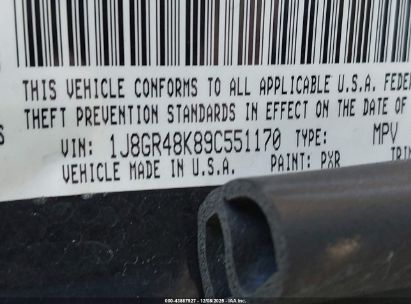 THIS VEHICLE CONFORMS TO ALL APPLICABLE U.S.A. FEDE
THEFT PREVENTION STANDARDS IN EFFECT ON THE DATE OF
VIN: 1J8GR48K89C551170 TYPE: MPV
VEHICLE MADE IN U.S.A. PAINT: PXR TRIM